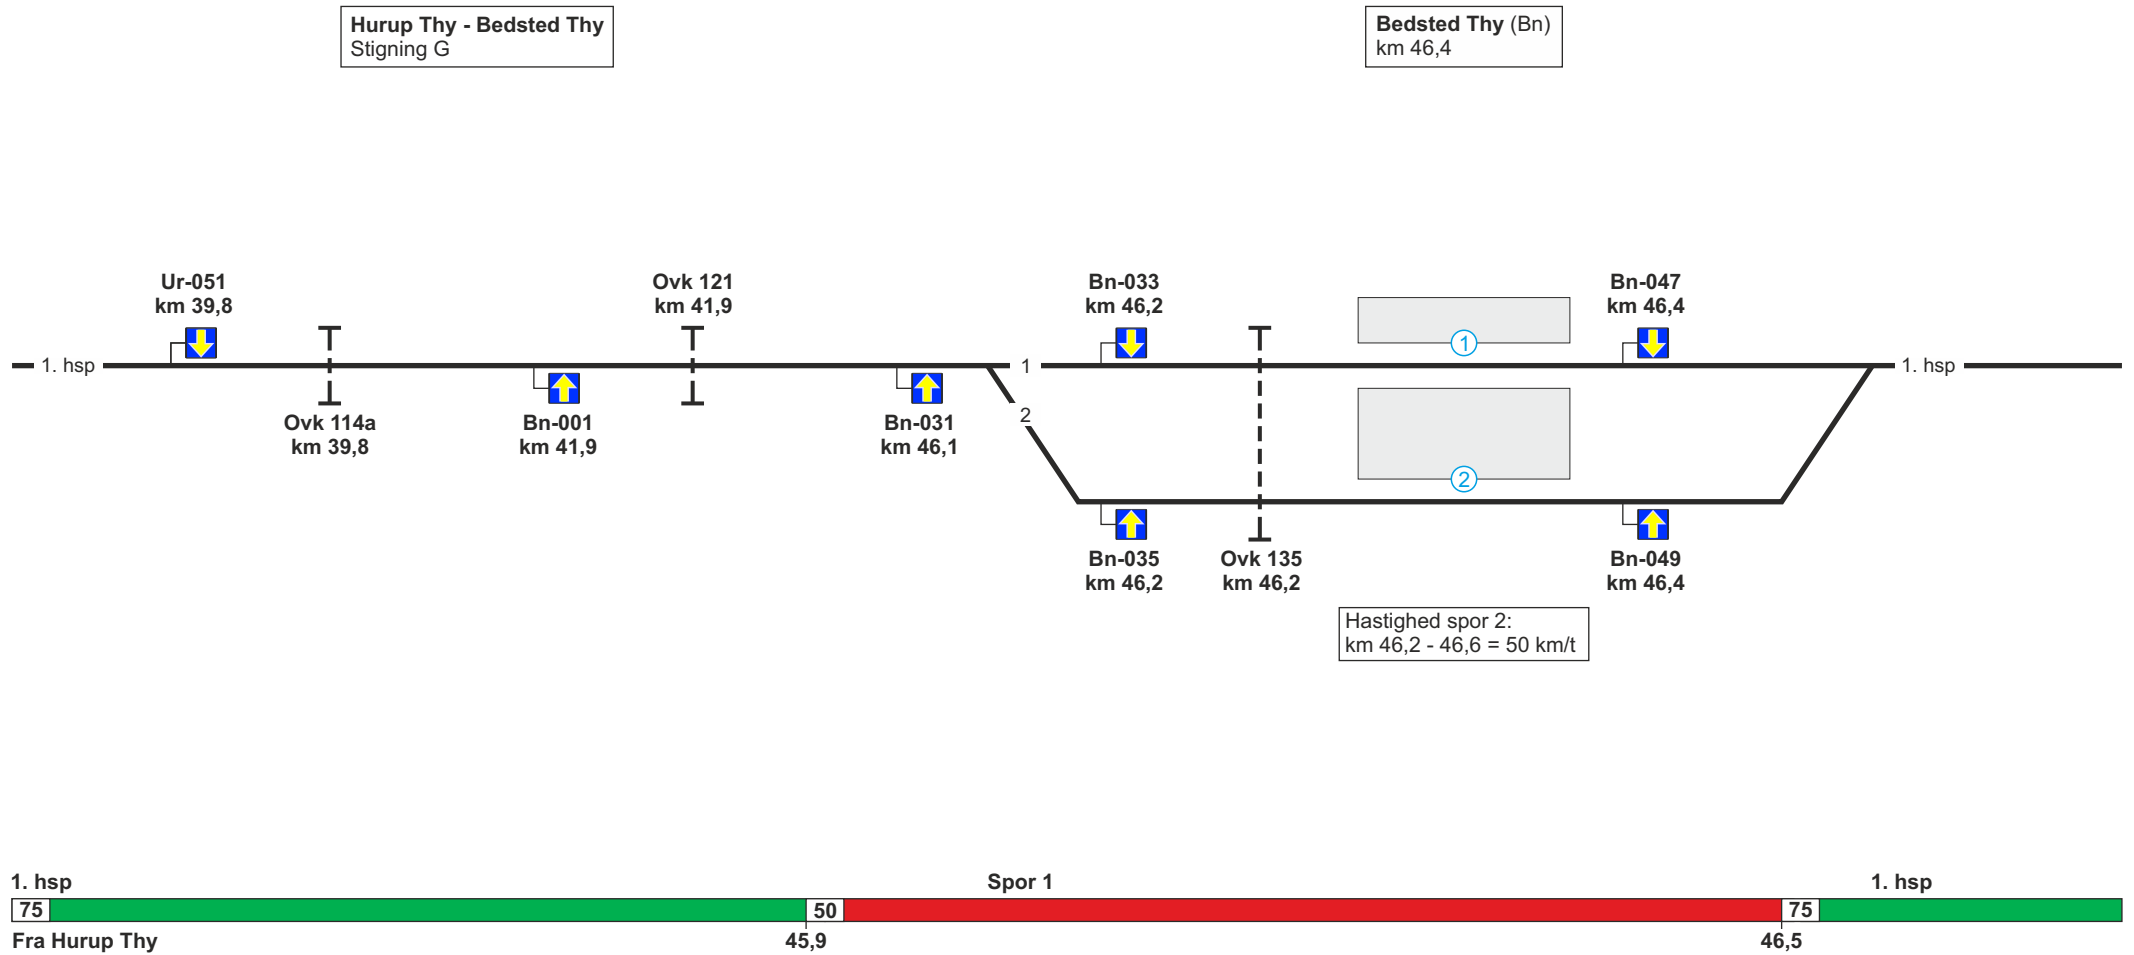 Hurup Thy - Bedsted Thy
Stigning G
Bedsted Thy (Bn)
km 46,4
Ur-051
km 39,8
Ovk 121
km 41,9
Bn-033
km 46,2
Bn-047
km 46,4
1. hsp
1
1
1. hsp
2
Ovk 114a
km 39,8
Bn-001
km 41,9
Bn-031
km 46,1
2
Bn-035
km 46,2
Ovk 135
km 46,2
Bn-049
km 46,4
Hastighed spor 2:
km 46,2 - 46,6 = 50 km/t
1. hsp
Spor 1
1. hsp
75
50
75
Fra Hurup Thy
45,9
46,5